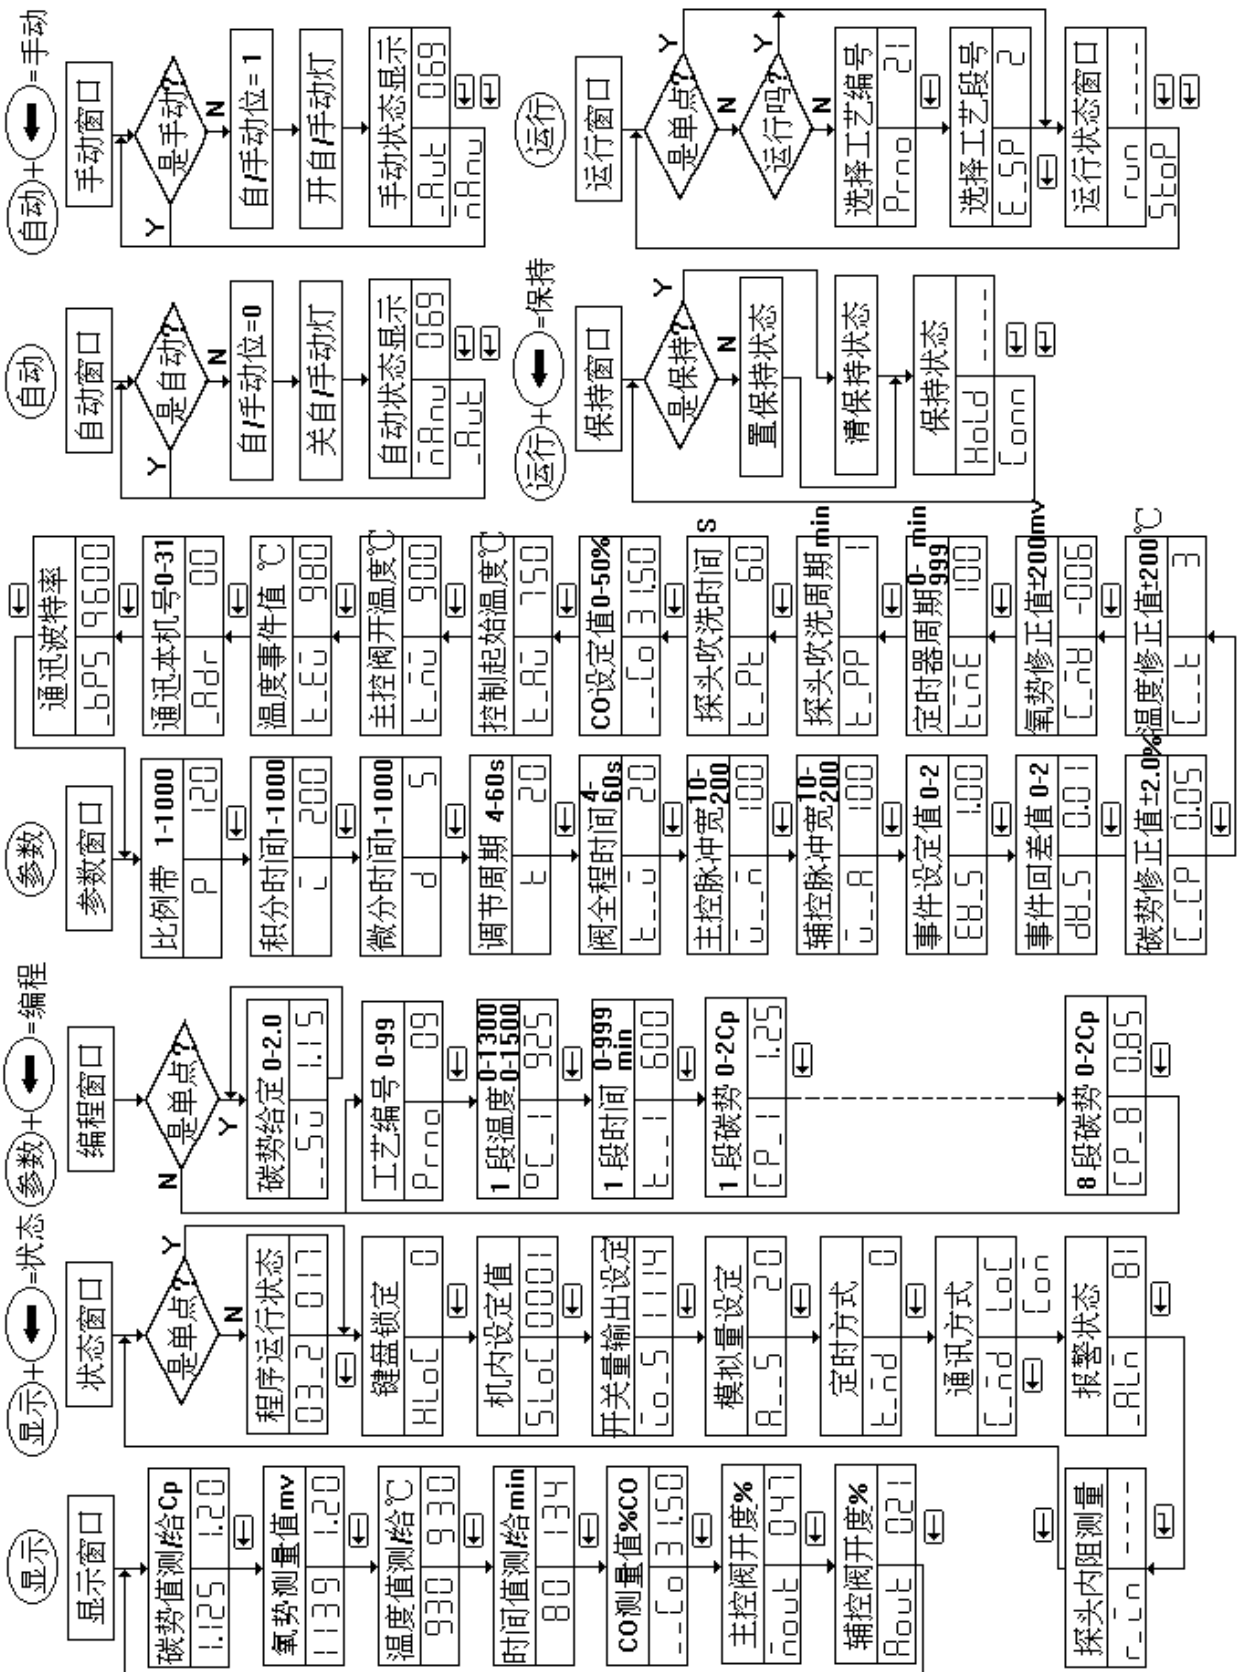 显示
显示窗口
碳势值测/给Cp
1.125 1.20
氧势测量值mv
1139 1.20
温度值测/给℃
930 930
时间值测/给min
80 134
CO测量值%CO
--Co 31.50
主控阀开度%
nout 047
辅控阀开度%
Aout 021
显示+⬅=状态
状态窗口
是单点?
Y
N
程序运行状态
03_2 017
键盘锁定
HLoC 0
机内设定值
SLoC 0001
开关量输出设定
Lo_S 1114
模拟量设定
A__S 20
定时方式
t_nd 0
通讯方式
C_nd LoC
Con
报警状态
_ALn 81
探头内阻测量
r_in ----
参数+⬅=编程
编程窗口
是单点?
N
Y
碳势给定 0-2.0
__Su 1.15
工艺编号 0-99
Prno 09
1 段温度 0-1300
0-1500
oC_1 925
1 段时间 0-999
min
t__1 600
1 段碳势 0-2Cp
CP_1 1.25
8 段碳势 0-2Cp
CP_8 0.85
参数
参数窗口
比例带 1-1000
P 120
积分时间1-1000
i 200
微分时间1-1000
d 5
调节周期 4-60s
t 20
阀全程时间 4-
60s
t__u 20
主控脉冲宽 10-
200
u__n 100
辅控脉冲宽 10-
200
u__A 100
事件设定值 0-2
EB_S 1.00
事件回差值 0-2
dB_S 0.01
碳势修正值±2.0%
C_CP 0.05
温度修正值±200℃
C__t 3
氧势修正值±200mv
C_nB -006
定时器周期 0- min
999
tinE 100
探头吹洗周期 min
t_PP 1
探头吹洗时间 S
t_Pt 60
CO设定值 0-50%
--Co 31.50
控制起始温度℃
t_Au 750
主控阀开温度℃
t_nu 900
温度事件值 ℃
t_Eu 980
通迅本机号0-31
_Adr 00
通迅波特率
_bPS 9600
自动
自动窗口
是自动?
Y
N
自/手动位=0
关自/手动灯
自动状态显示
nAnu 069
_Aut
自动+⬅=手动
手动窗口
是手动?
Y
N
自/手动位=1
开自/手动灯
手动状态显示
_Aut 069
nAnu
运行+⬅=保持
保持窗口
是保持?
Y
N
置保持状态
清保持状态
保持状态
HoLd ----
Conn
运行
运行窗口
是单点?
Y
N
运行吗?
Y
N
选择工艺编号
Prno 21
选择工艺段号
E_SP 2
运行状态窗口
run ----
StoP